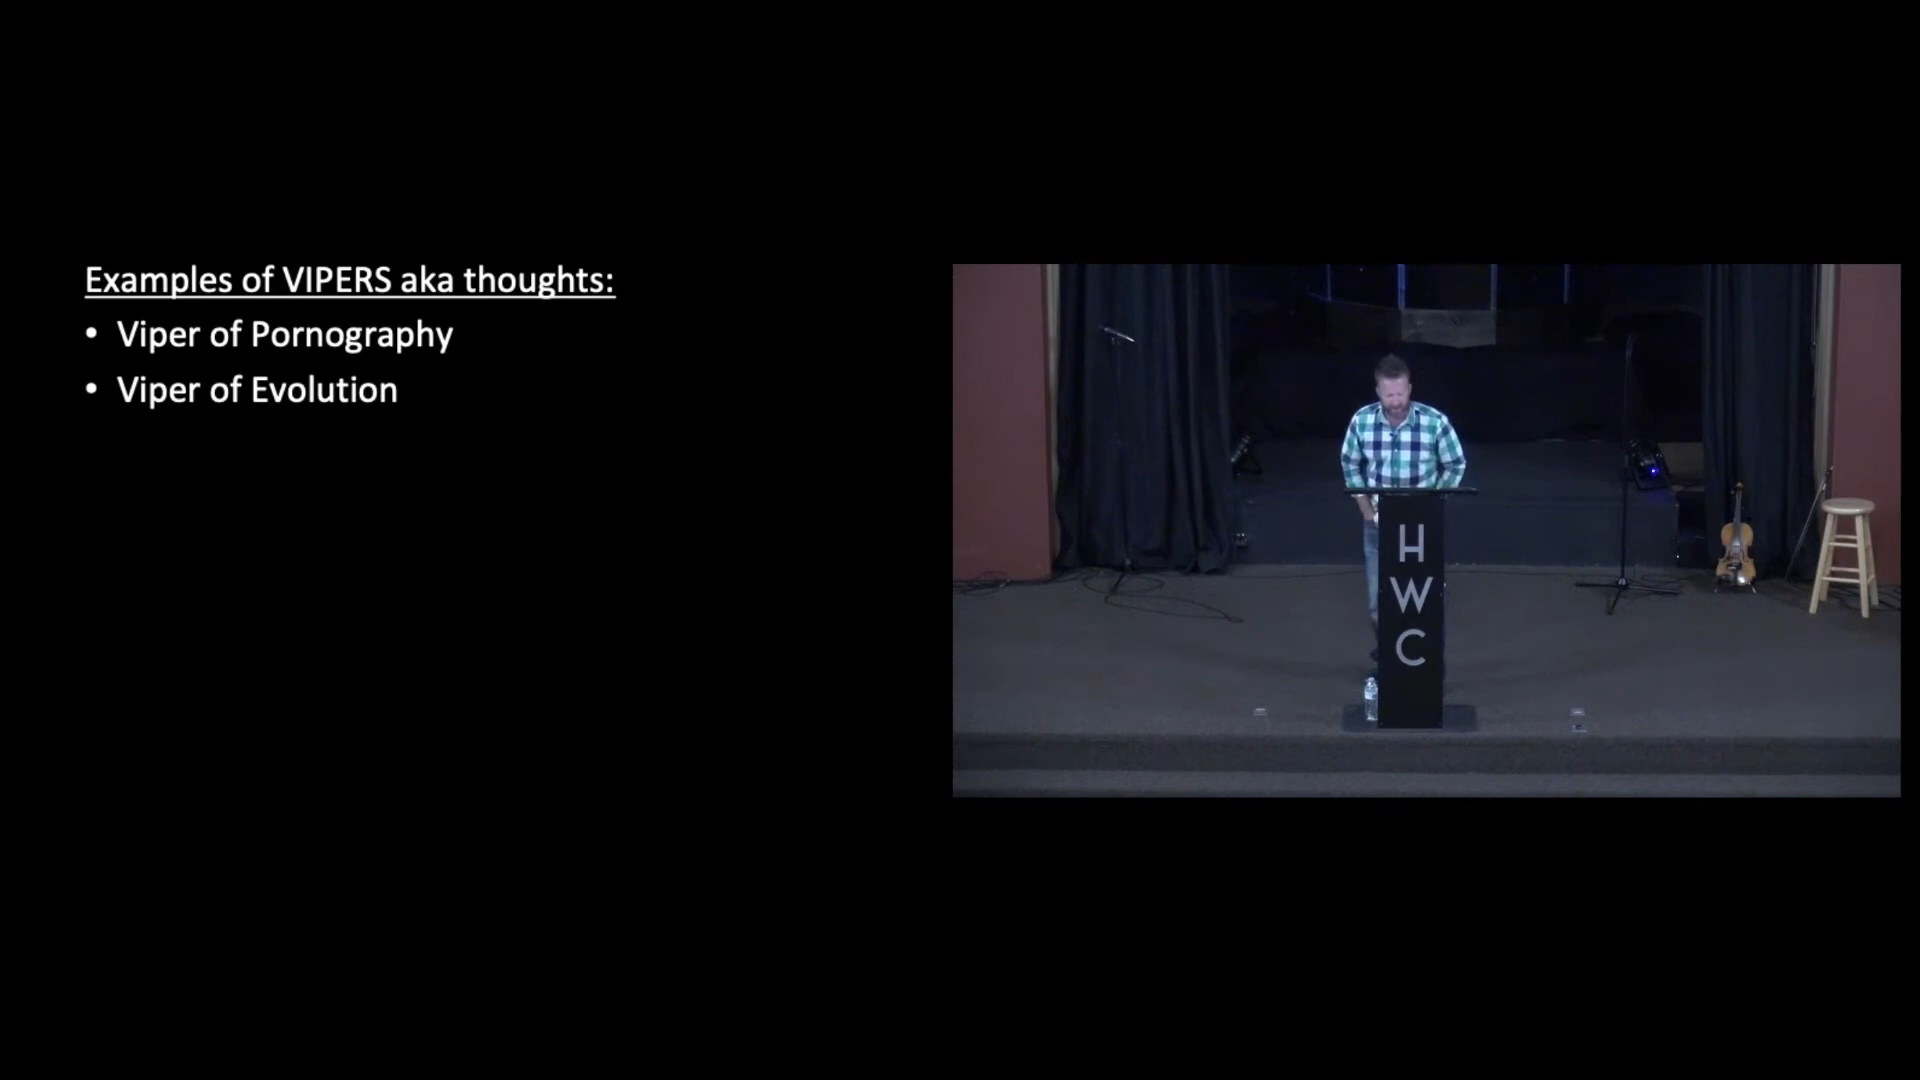 Examples of VIPERS aka thoughts:
• Viper of Pornography
• Viper of Evolution
H
W
C